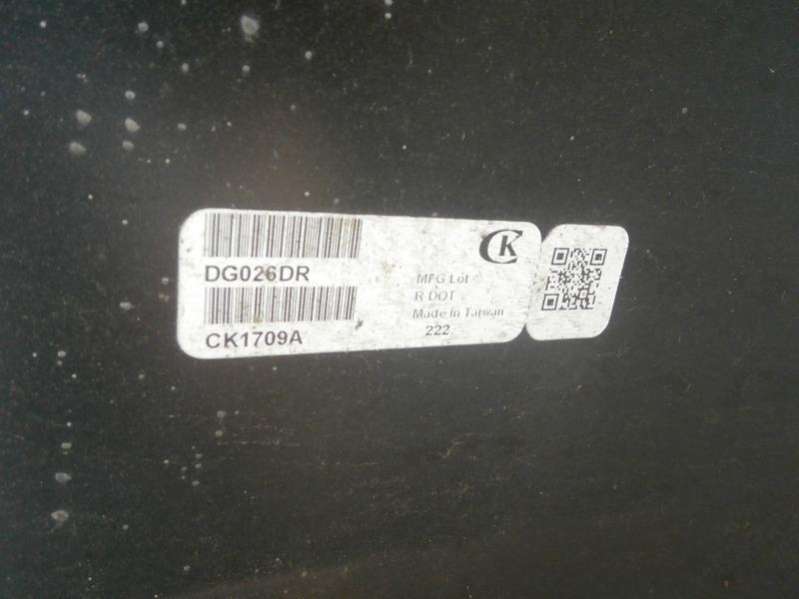 DG026DR
CK1709A
CK
MFG Lot
R DOT
Made in Taiwan
222